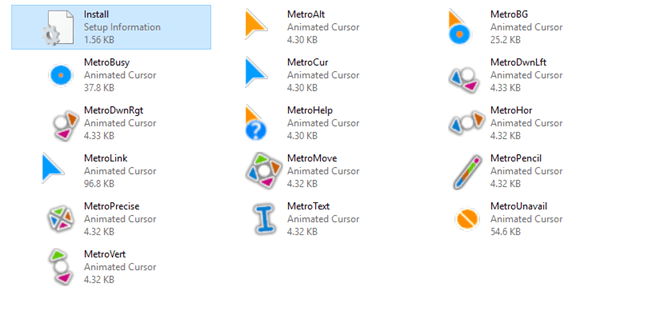 Install
Setup Information
1.56 KB
MetroAlt
Animated Cursor
4.30 KB
MetroBG
Animated Cursor
25.2 KB
MetroBusy
Animated Cursor
37.8 KB
MetroCur
Animated Cursor
4.30 KB
MetroDwnLft
Animated Cursor
4.33 KB
MetroDwnRgt
Animated Cursor
4.33 KB
MetroHelp
Animated Cursor
4.30 KB
MetroHor
Animated Cursor
4.32 KB
MetroLink
Animated Cursor
96.8 KB
MetroMove
Animated Cursor
4.32 KB
MetroPencil
Animated Cursor
4.32 KB
MetroPrecise
Animated Cursor
4.32 KB
MetroText
Animated Cursor
4.32 KB
MetroUnavail
Animated Cursor
54.6 KB
MetroVert
Animated Cursor
4.32 KB